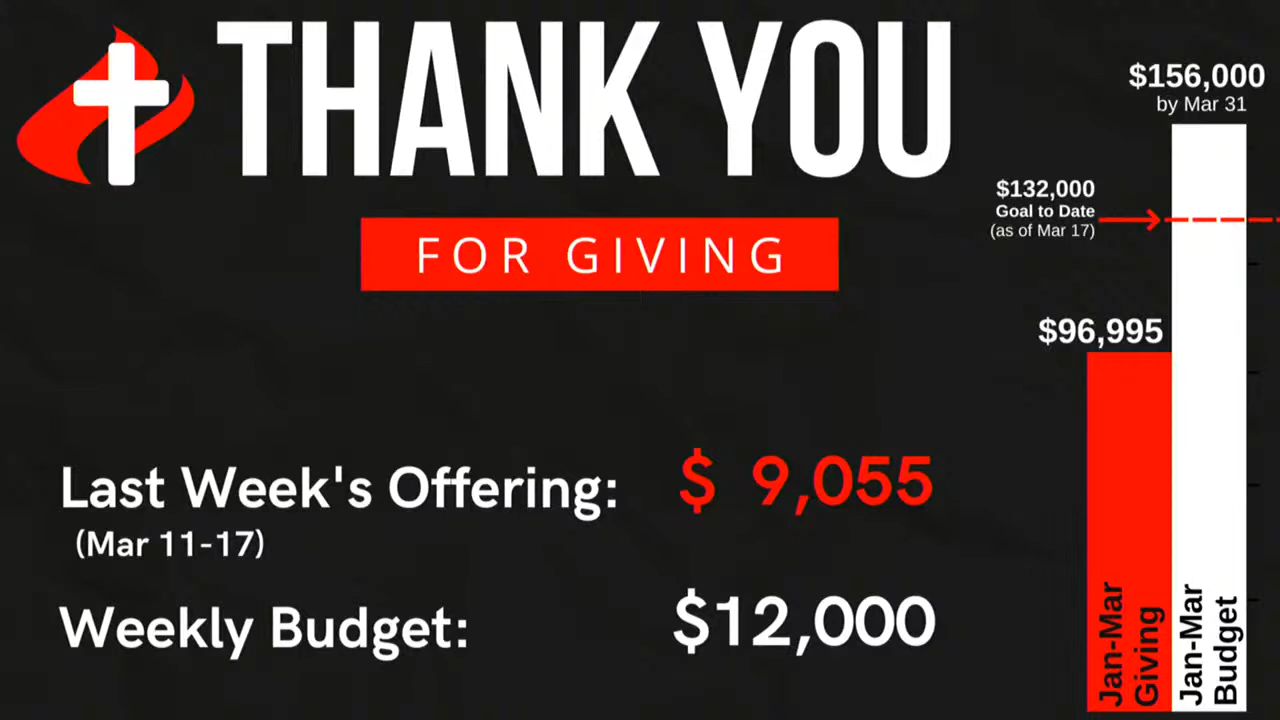 THANK YOU
FOR GIVING
Last Week's Offering: $ 9,055
(Mar 11-17)
Weekly Budget: $12,000
$156,000
by Mar 31
$132,000
Goal to Date
(as of Mar 17)
$96,995
Jan-Mar
Giving
Jan-Mar
Budget